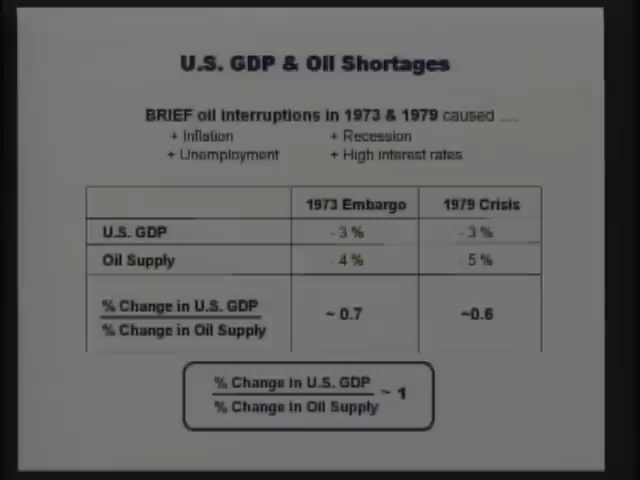 U.S. GDP & Oil Shortages
BRIEF oil interruptions in 1973 & 1979 caused ....
+ Inflation + Recession
+ Unemployment + High interest rates
1973 Embargo 1979 Crisis
U.S. GDP - 3 % - 3 %
Oil Supply - 4 % - 5 %
% Change in U.S. GDP
% Change in Oil Supply ~ 0.7 ~0.6
% Change in U.S. GDP
% Change in Oil Supply ~ 1